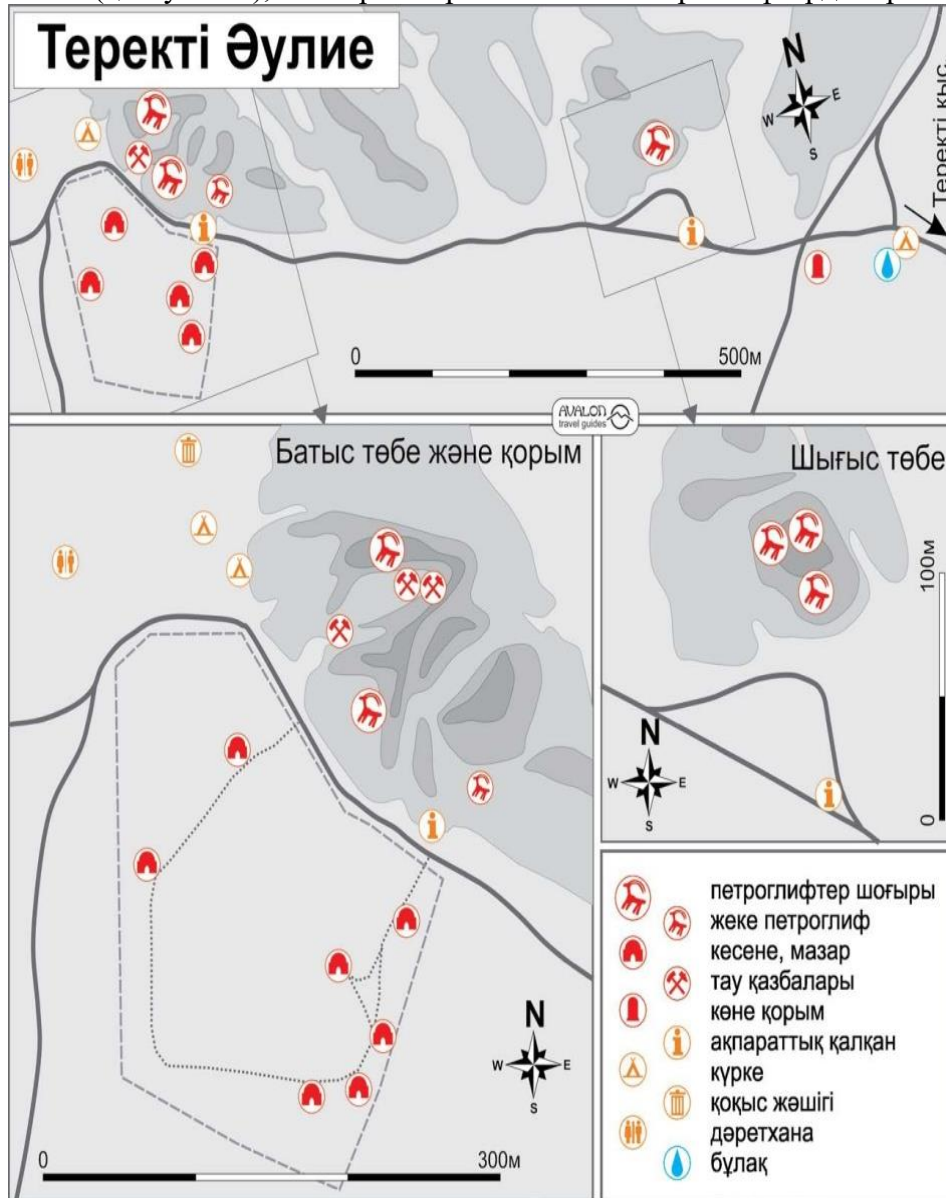 Теректі Әулие
N
W
E
S
Теректі қыс
0
500м
AVALON
travel guides
Батыс төбе және қорым
Шығыс төбе
100м
0
N
W
E
S
N
W
E
S
0
300м
петроглифтер шоғыры
жеке петроглиф
кесене, мазар
тау қазбалары
көне қорым
ақпараттық қалқан
күрке
қоқыс жәшігі
дәретхана
бұлақ